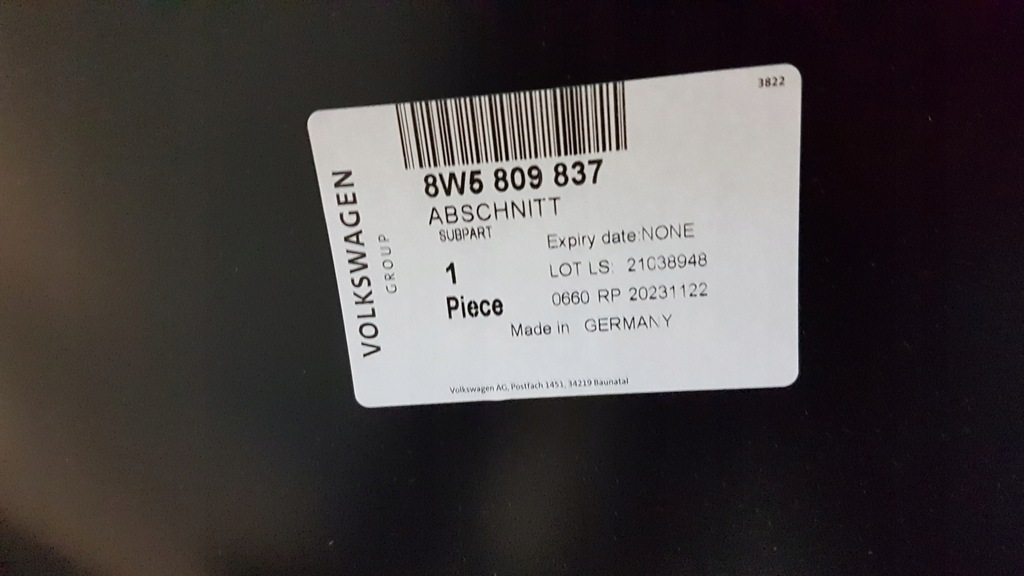 3822
VOLKSWAGEN
GROUP
8W5 809 837
ABSCHNITT
SUBPART
1
Piece
Expiry date:NONE
LOT LS: 21038948
0660 RP 20231122
Made in GERMANY
Volkswagen AG, Postfach 1451, 34219 Baunatal